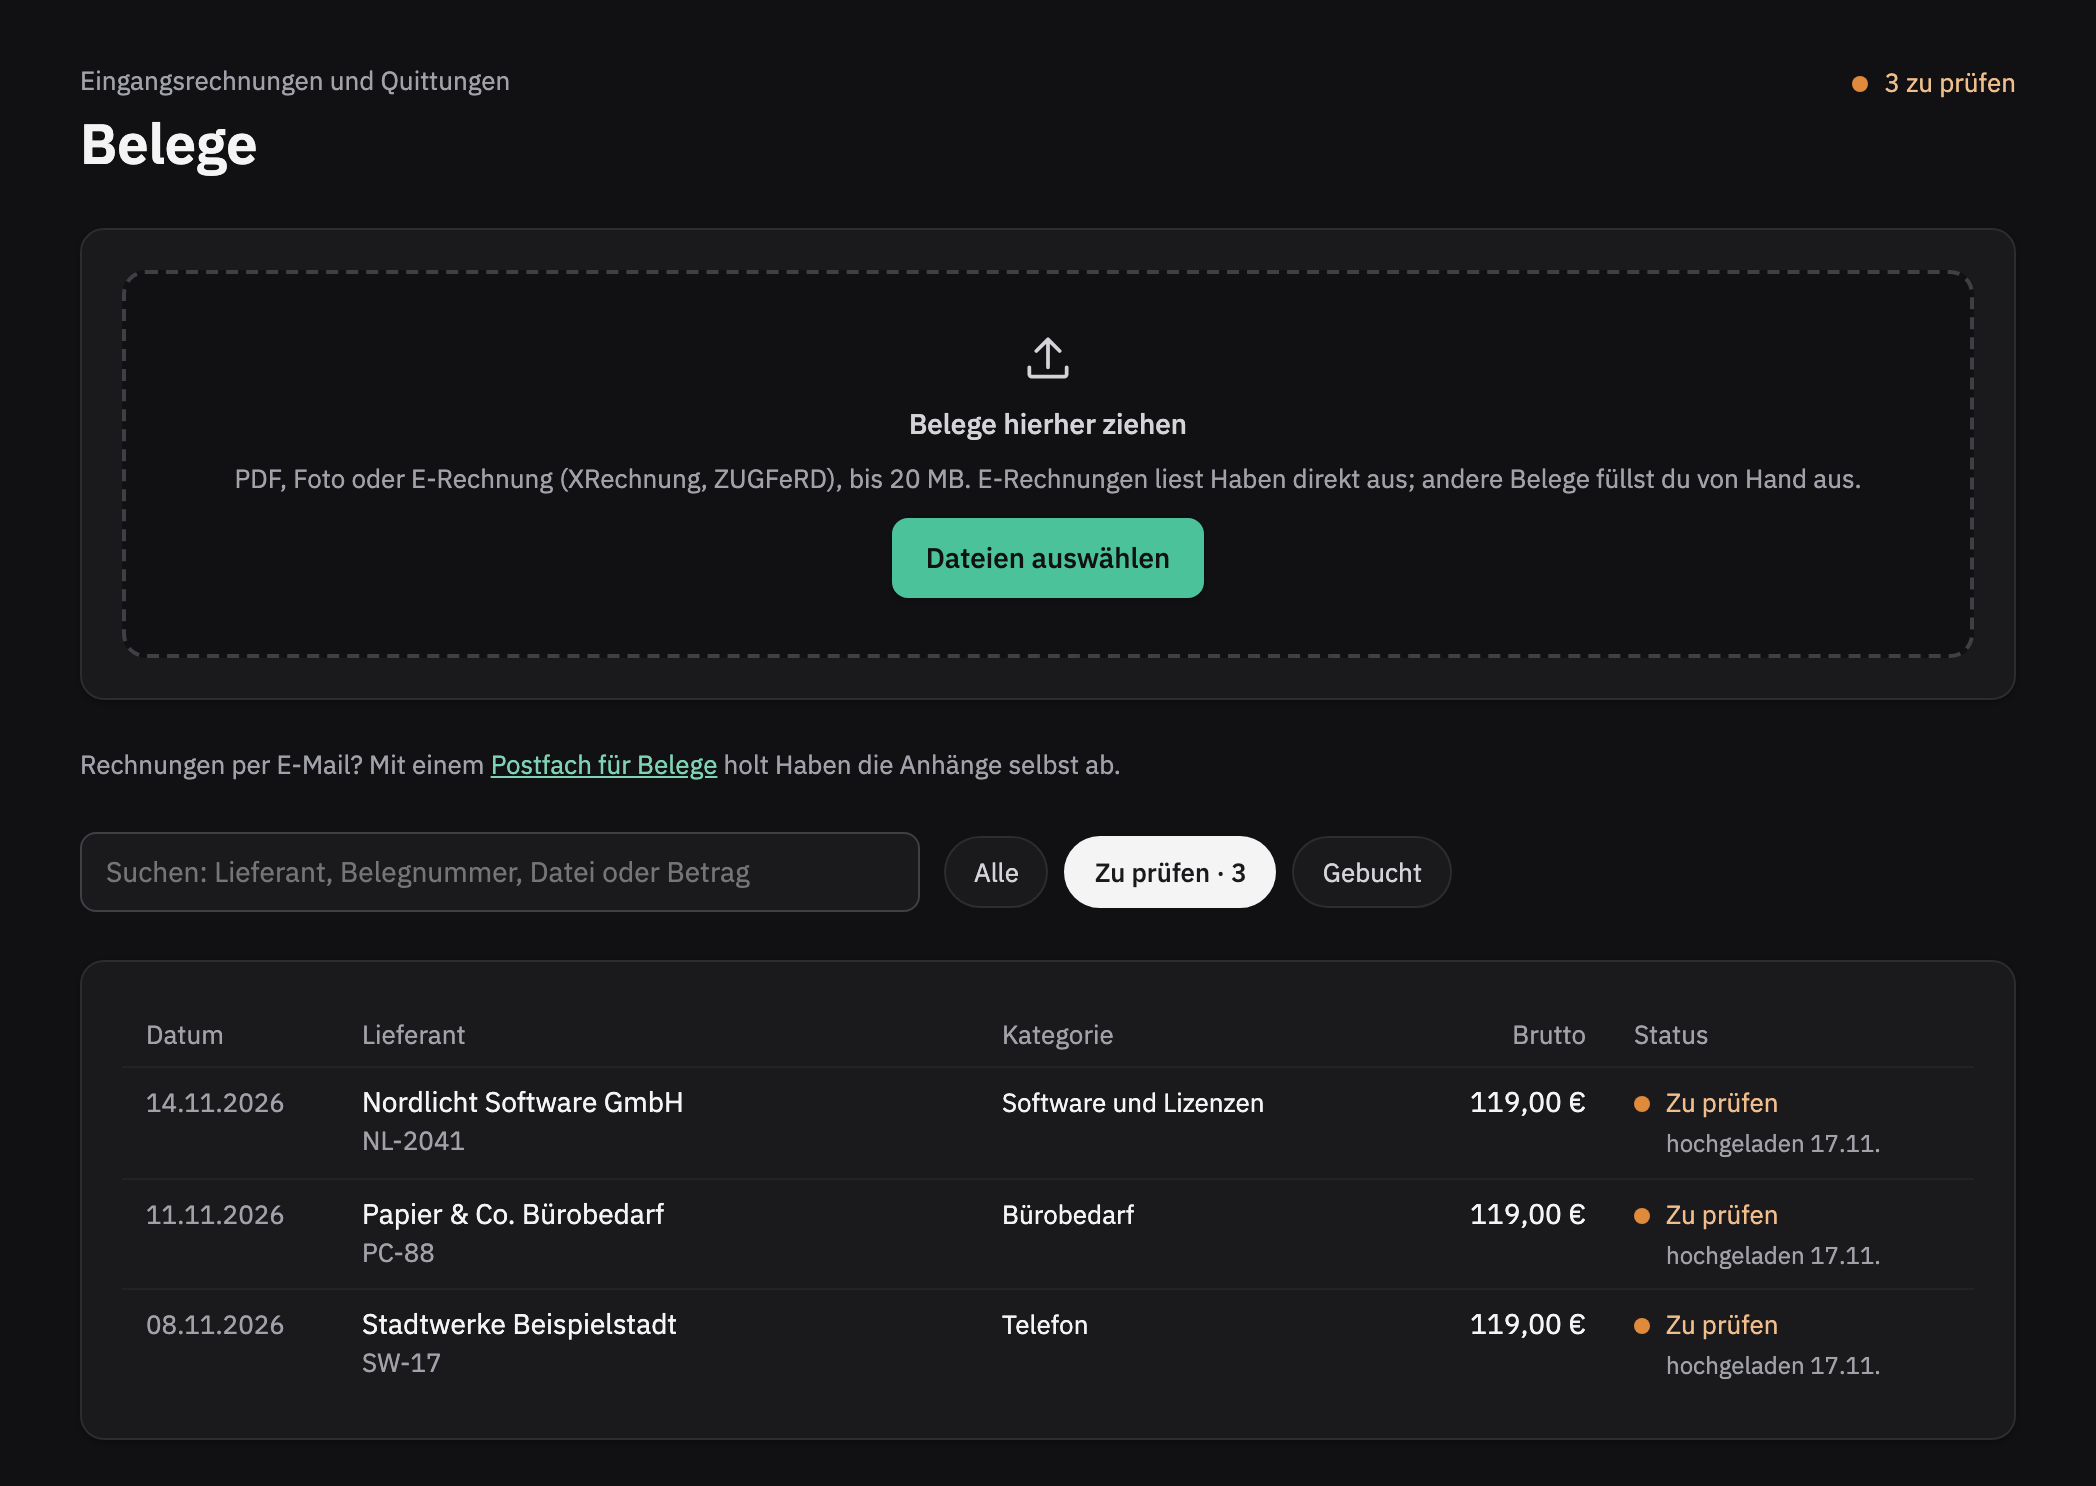 Eingangsrechnungen und Quittungen
3 zu prüfen
Belege
Belege hierher ziehen
PDF, Foto oder E-Rechnung (XRechnung, ZUGFeRD), bis 20 MB. E-Rechnungen liest Haben direkt aus; andere Belege füllst du von Hand aus.
Dateien auswählen
Rechnungen per E-Mail? Mit einem Postfach für Belege holt Haben die Anhänge selbst ab.
Suchen: Lieferant, Belegnummer, Datei oder Betrag
Alle
Zu prüfen · 3
Gebucht
Datum Lieferant Kategorie Brutto Status
14.11.2026 Nordlicht Software GmbH Software und Lizenzen 119,00 € Zu prüfen
NL-2041 hochgeladen 17.11.
11.11.2026 Papier & Co. Bürobedarf Bürobedarf 119,00 € Zu prüfen
PC-88 hochgeladen 17.11.
08.11.2026 Stadtwerke Beispielstadt Telefon 119,00 € Zu prüfen
SW-17 hochgeladen 17.11.